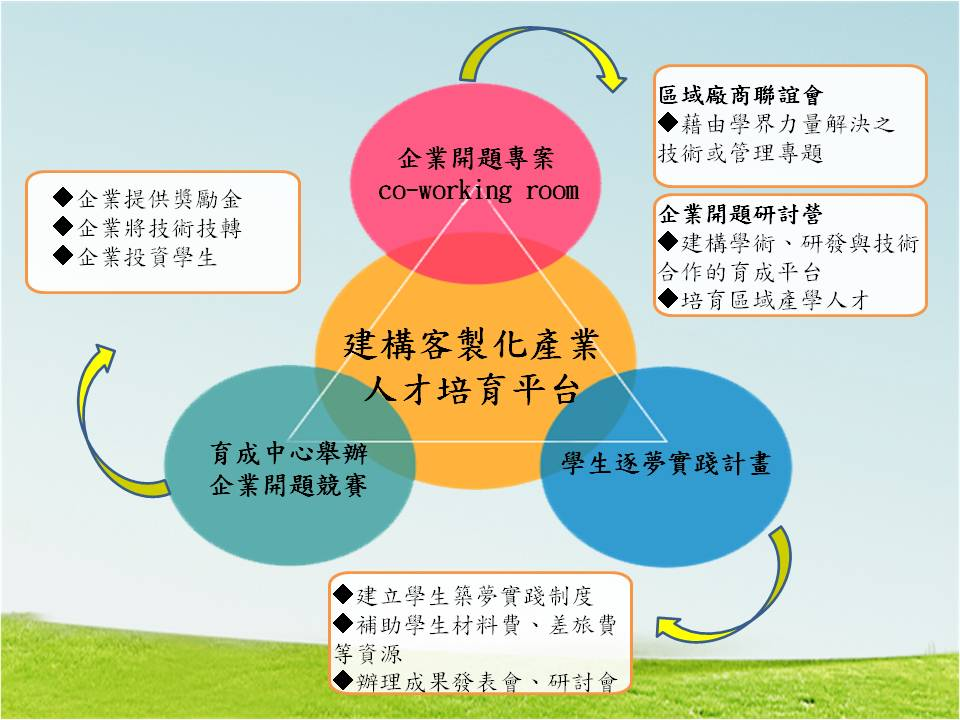 企業開題專案
co-working room
區域廠商聯誼會
◆藉由學界力量解決之
技術或管理專題
企業開題研討營
◆建構學術、研發與技術
合作的育成平台
◆培育區域產學人才
◆企業提供獎勵金
◆企業將技術技轉
◆企業投資學生
建構客製化產業
人才培育平台
育成中心舉辦
企業開題競賽
學生逐夢實踐計畫
◆建立學生築夢實踐制度
◆補助學生材料費、差旅費
等資源
◆辦理成果發表會、研討會